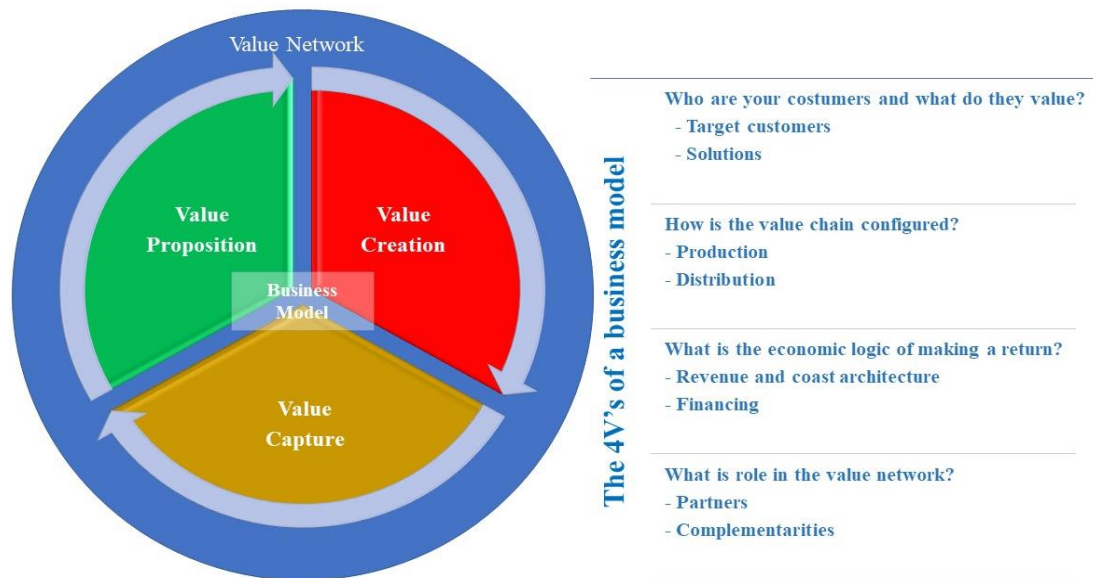 Value Network
Value
Proposition
Value
Creation
Business
Model
Value
Capture
The 4V's of a business model
Who are your costumers and what do they value?
- Target customers
- Solutions
How is the value chain configured?
- Production
- Distribution
What is the economic logic of making a return?
- Revenue and coast architecture
- Financing
What is role in the value network?
- Partners
- Complementarities